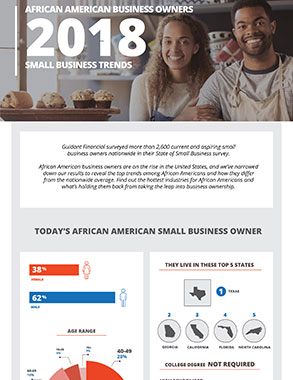 AFRICAN AMERICAN BUSINESS OWNERS
2018
SMALL BUSINESS TRENDS
Guidant Financial surveyed more than 2,600 current and aspiring small
business owners nationwide in their State of Small Business survey.
African American business owners are on the rise in the United States, and we've narrowed
down our results to reveal the top trends among African Americans and how they differ
from the nationwide average. Find out the hottest industries for African Americans and
what's holding them back from taking the leap into business ownership.
TODAY'S AFRICAN AMERICAN SMALL BUSINESS OWNER
38%
FEMALE
62%
MALE
AGE RANGE
40-49
28%
THEY LIVE IN THESE TOP 5 STATES
1 TEXAS
2 3 4 5
GEORGIA CALIFORNIA FLORIDA NORTH CAROLINA
COLLEGE DEGREE NOT REQUIRED